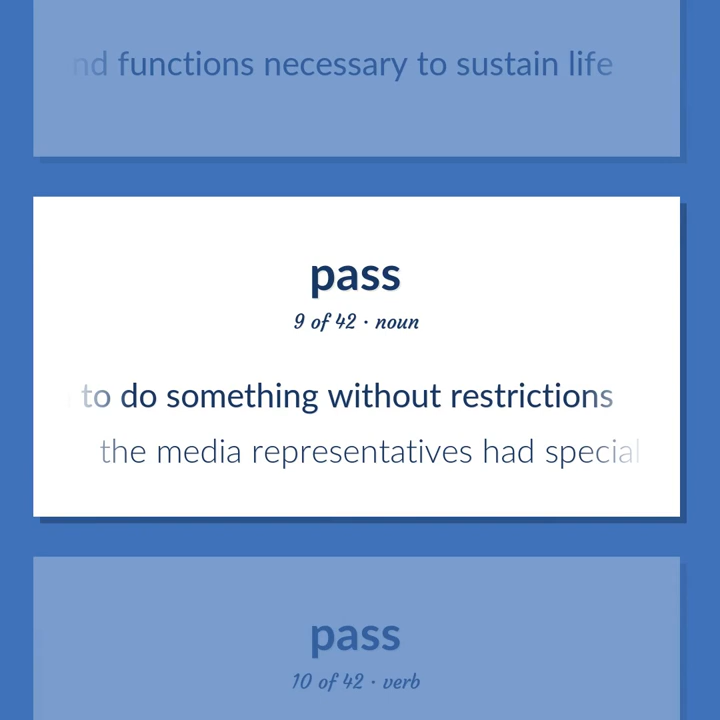 nd functions necessary to sustain life
pass
9 of 42 · noun
to do something without restrictions
the media representatives had special
pass
10 of 42 · verb